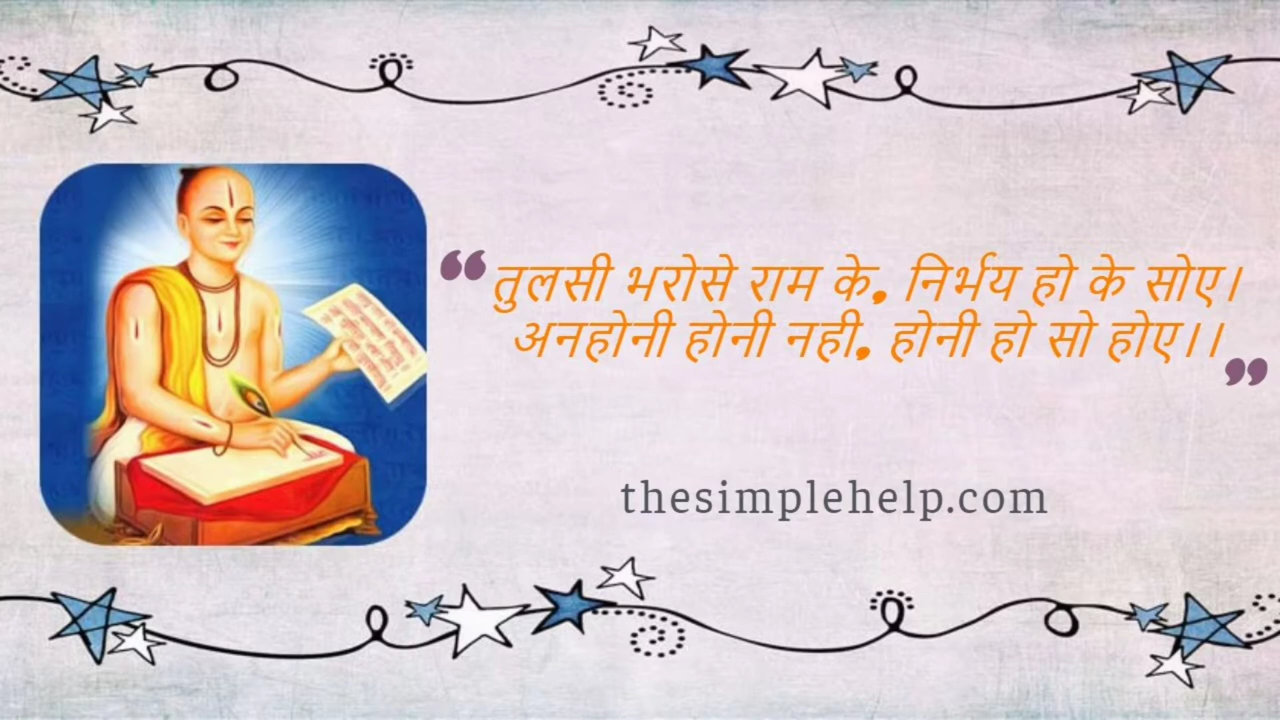 ❝ तुलसी भरोसे राम के, निर्भय हो के सोए।
अनहोनी होनी नही, होनी हो सो होए।। ❞
thesimplehelp.com